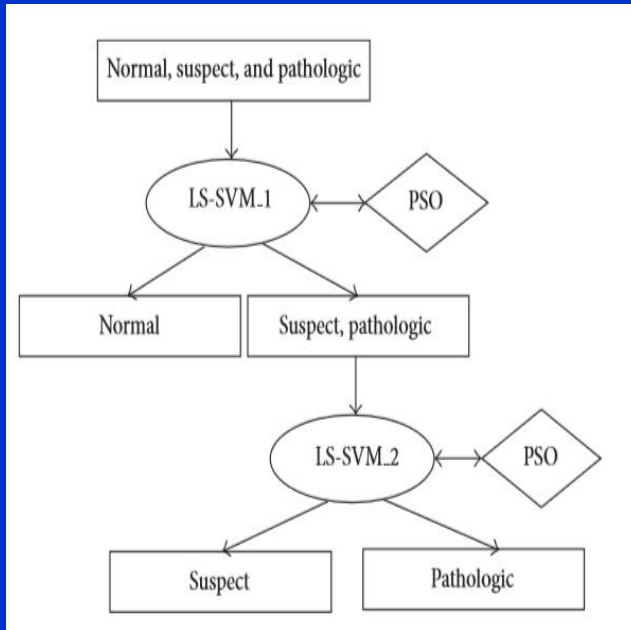 Normal, suspect, and pathologic
LS-SVM_1
PSO
Normal
Suspect, pathologic
LS-SVM_2
PSO
Suspect
Pathologic